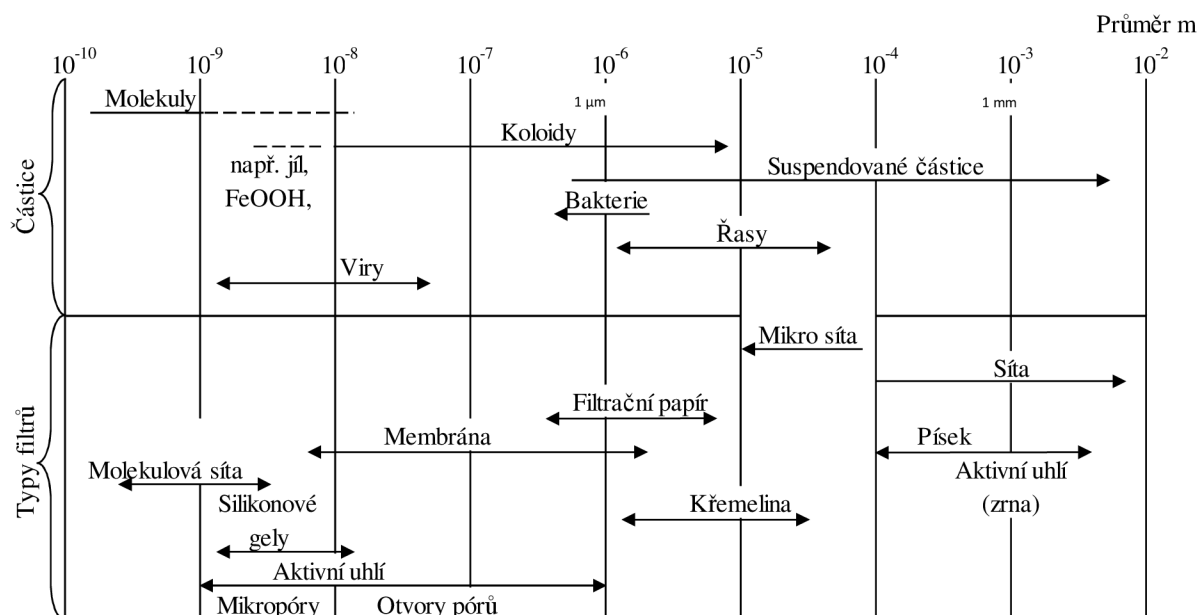 Průměr m
10-10 10-9 10-8 10-7 10-6 10-5 10-4 10-3 10-2
Částice
Molekuly
1 µm
1 mm
Koloidy
např. jíl,
FeOOH,
Suspendované částice
Bakterie
Řasy
Viry
Typy filtrů
Mikro síta
Síta
Filtrační papír
Membrána
Písek
Molekulová síta
Aktivní uhlí
(zrna)
Silikonové
gely
Křemelina
Aktivní uhlí
Mikropóry
Otvory pórů